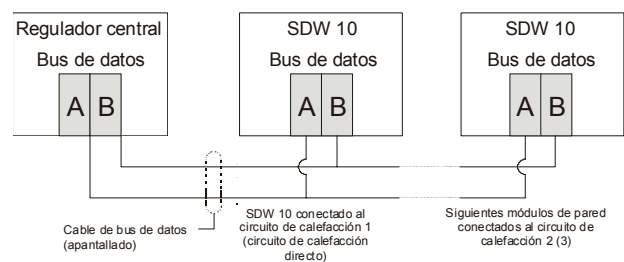 Regulador central
Bus de datos
A B
SDW 10
Bus de datos
A B
SDW 10
Bus de datos
A B
Cable de bus de datos
(apantallado)
SDW 10 conectado al
circuito de calefacción 1
(circuito de calefacción
directo)
Siguientes módulos de pared
conectados al circuito de
calefacción 2 (3)